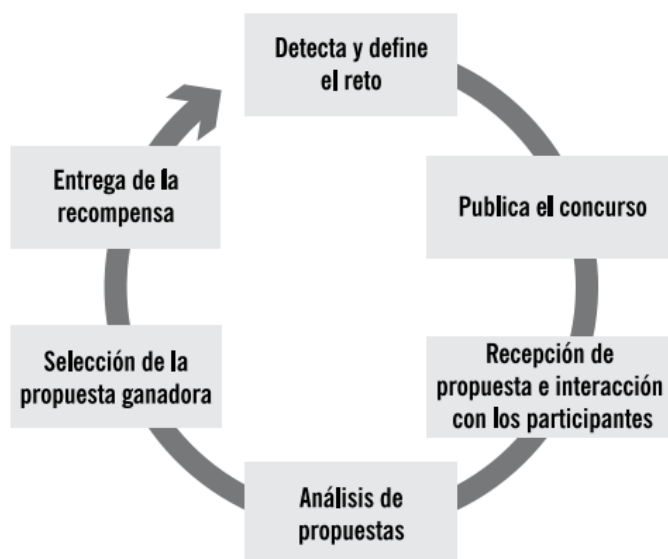 Detecta y define
el reto
Publica el concurso
Recepción de
propuesta e interacción
con los participantes
Análisis de
propuestas
Selección de la
propuesta ganadora
Entrega de la
recompensa